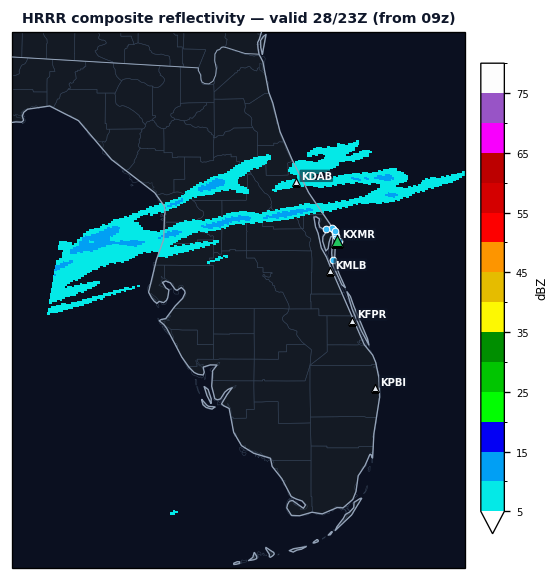 HRRR composite reflectivity — valid 28/23Z (from 09z)
KDAB
KXMR
KMLB
KFPR
KPBI
75
65
55
45
35
25
15
5
dBZ